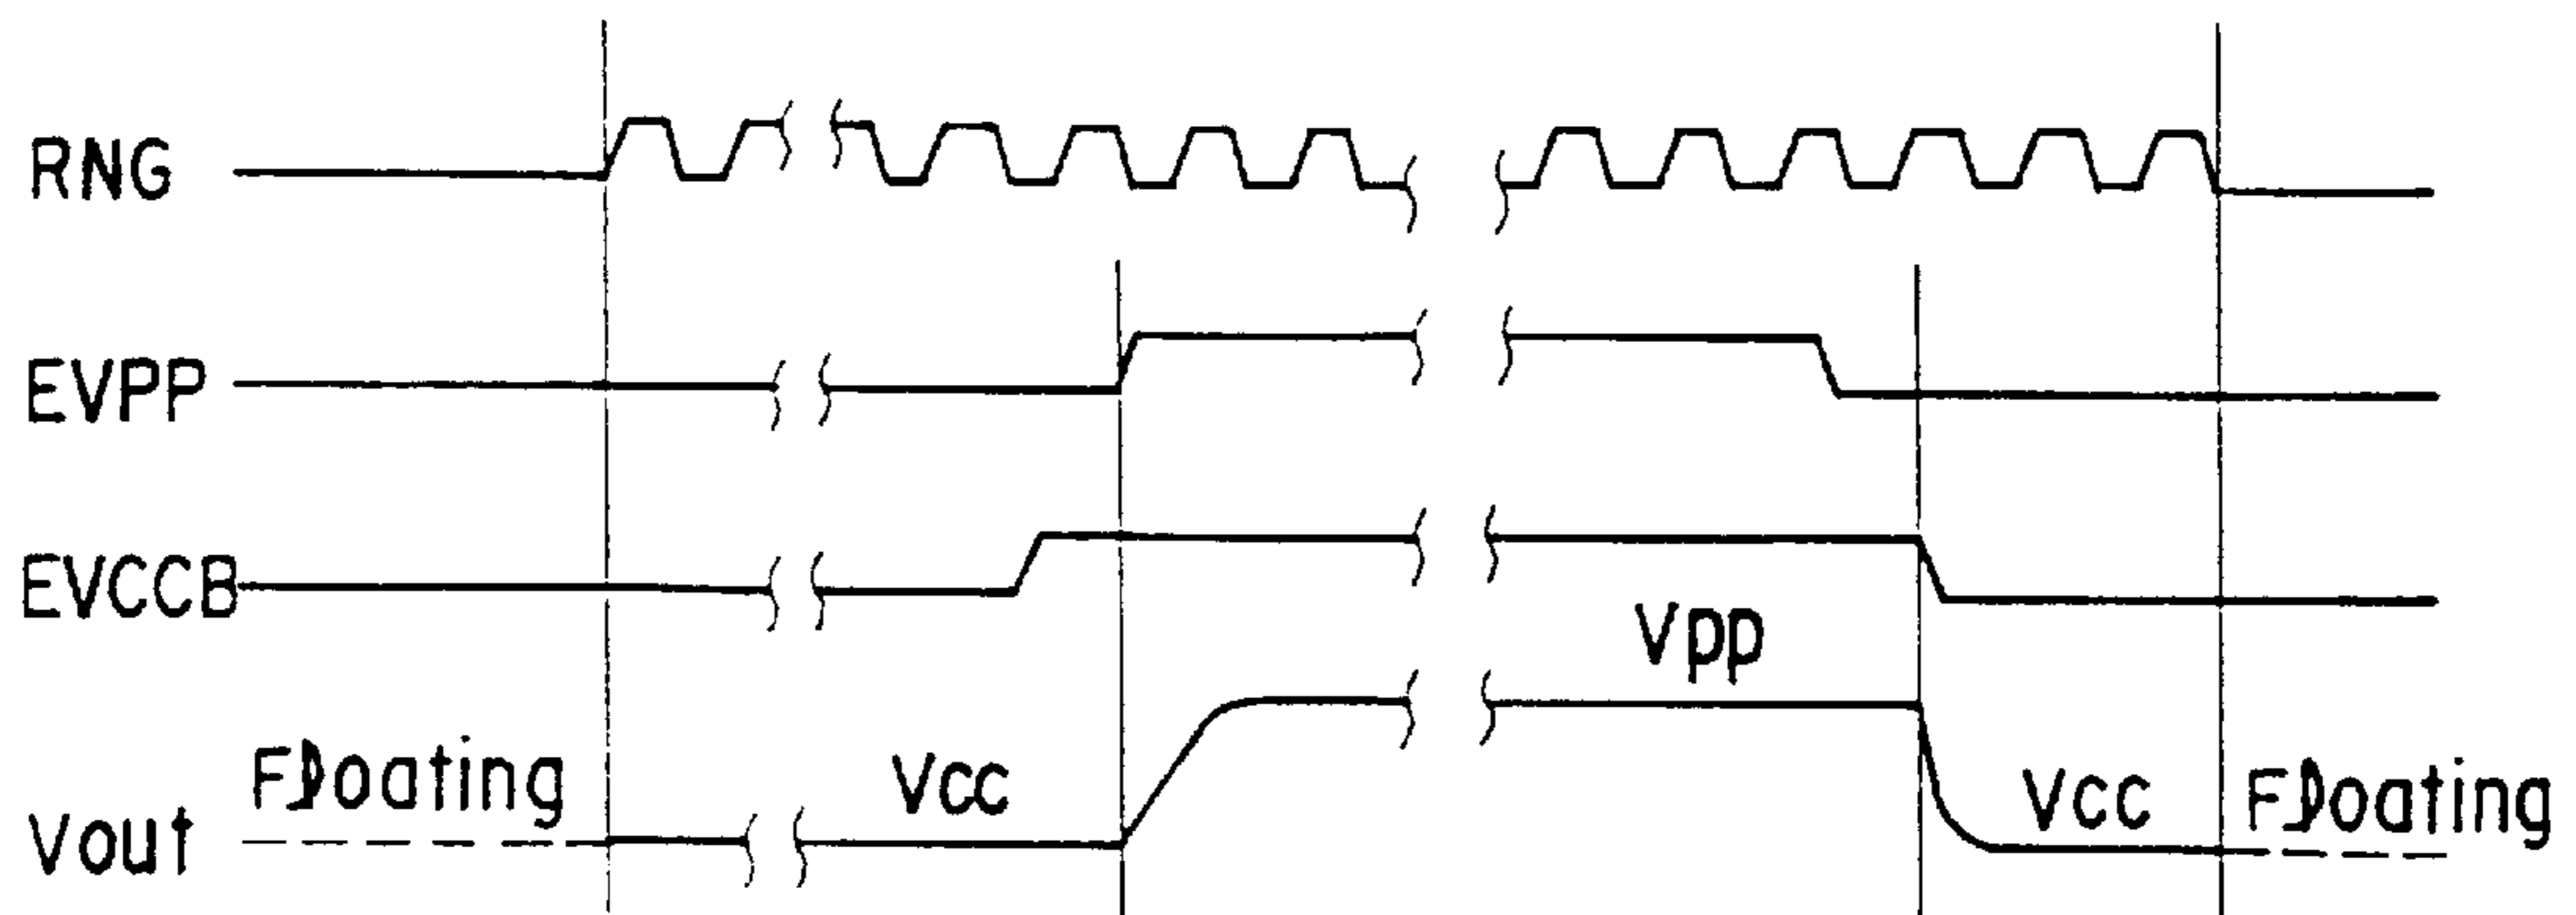 RNG
EVPP
EVCCB
Vpp
Floating
Vcc
Vcc
Floating
Vout